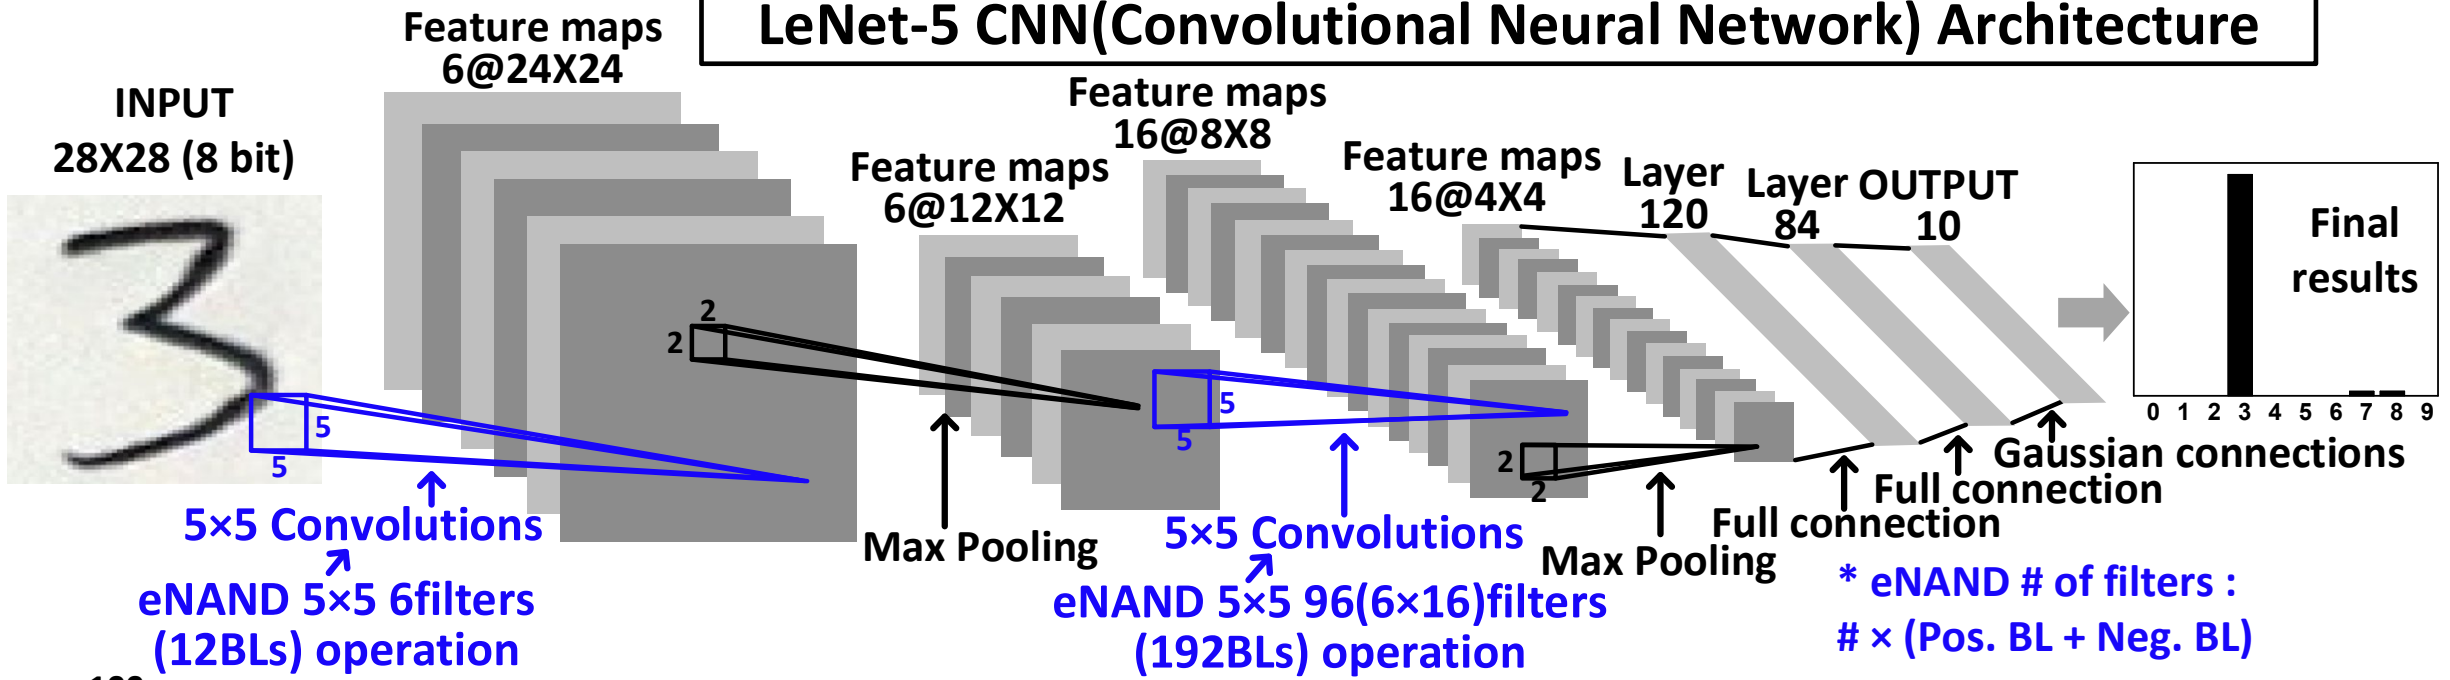 LeNet-5 CNN(Convolutional Neural Network) Architecture
INPUT
28X28 (8 bit)
Feature maps
6@24X24
Feature maps
6@12X12
Feature maps
16@8X8
Feature maps
16@4X4
Layer
120
Layer
84
OUTPUT
10
Final
results
0 1 2 3 4 5 6 7 8 9
3
5
5
2
2
5
5
2
2
5×5 Convolutions
eNAND 5×5 6filters
(12BLs) operation
Max Pooling
5×5 Convolutions
eNAND 5×5 96(6×16)filters
(192BLs) operation
Max Pooling
Full connection
Full connection
Gaussian connections
* eNAND # of filters :
# × (Pos. BL + Neg. BL)